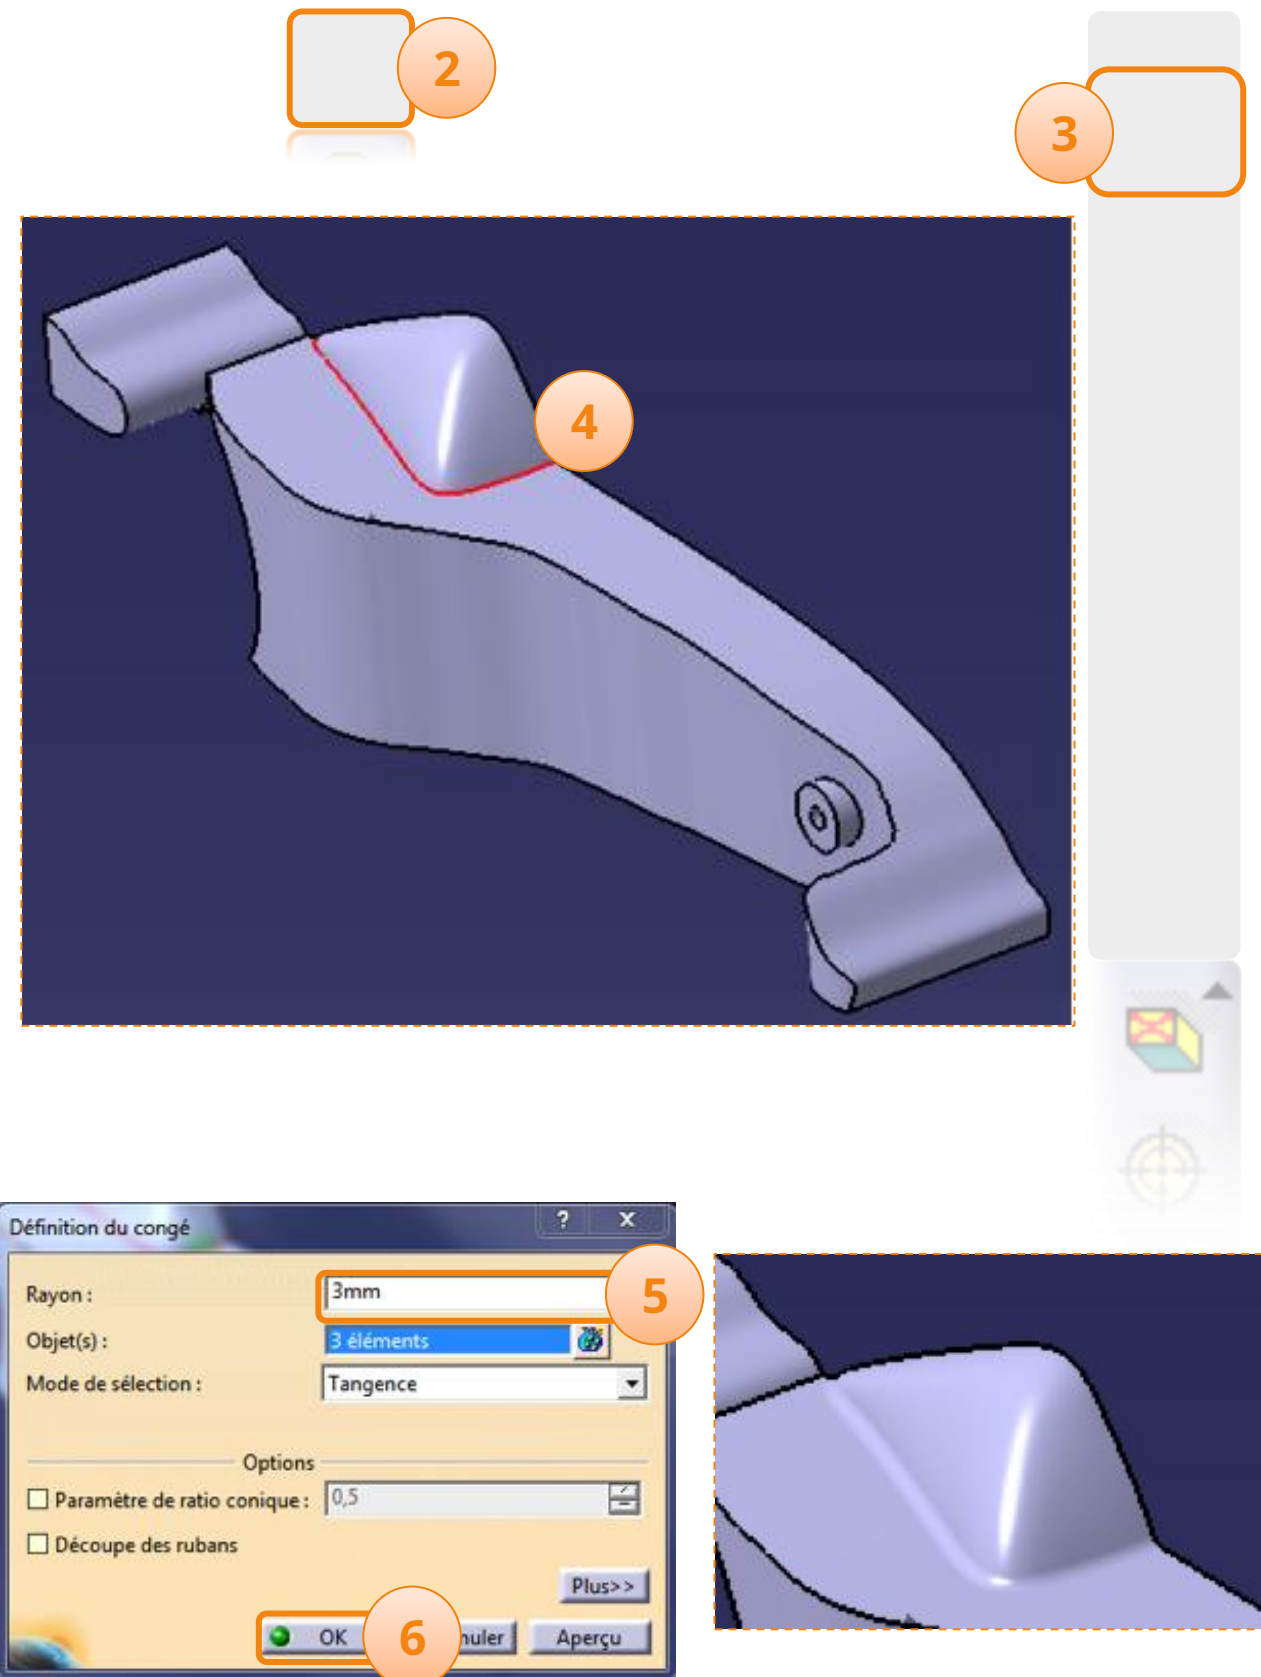 2
3
4
Définition du congé
? X
Rayon :
3mm
5
Objet(s) :
3 éléments
Mode de sélection :
Tangence
Options
Paramètre de ratio conique :
0,5
Découpe des rubans
Plus>>
OK
6
nuler
Aperçu